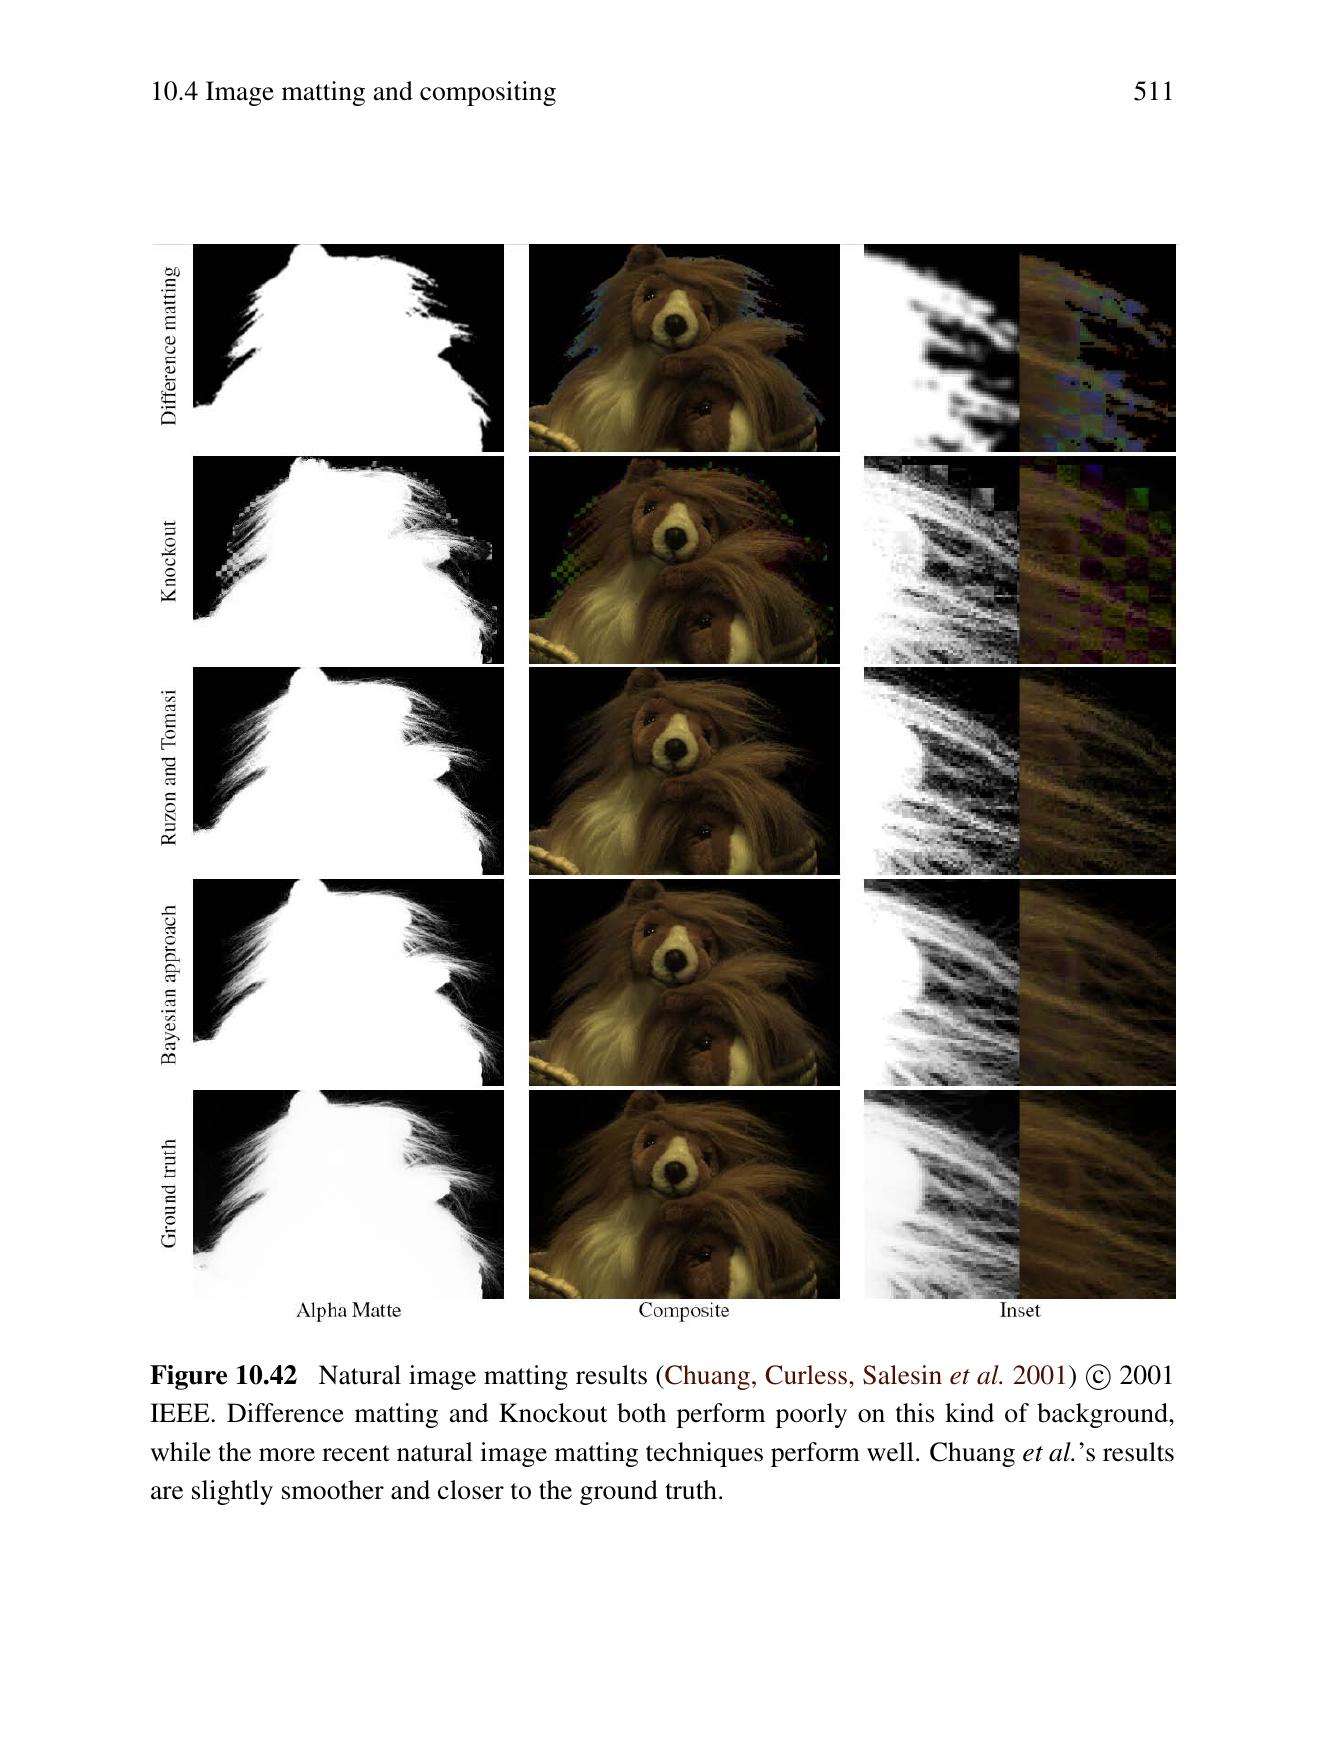 10.4 Image matting and compositing 511
Difference matting
Knockout
Ruzon and Tomasi
Bayesian approach
Ground truth
Alpha Matte Composite Inset
Figure 10.42 Natural image matting results (Chuang, Curless, Salesin et al. 2001) © 2001
IEEE. Difference matting and Knockout both perform poorly on this kind of background,
while the more recent natural image matting techniques perform well. Chuang et al.’s results
are slightly smoother and closer to the ground truth.